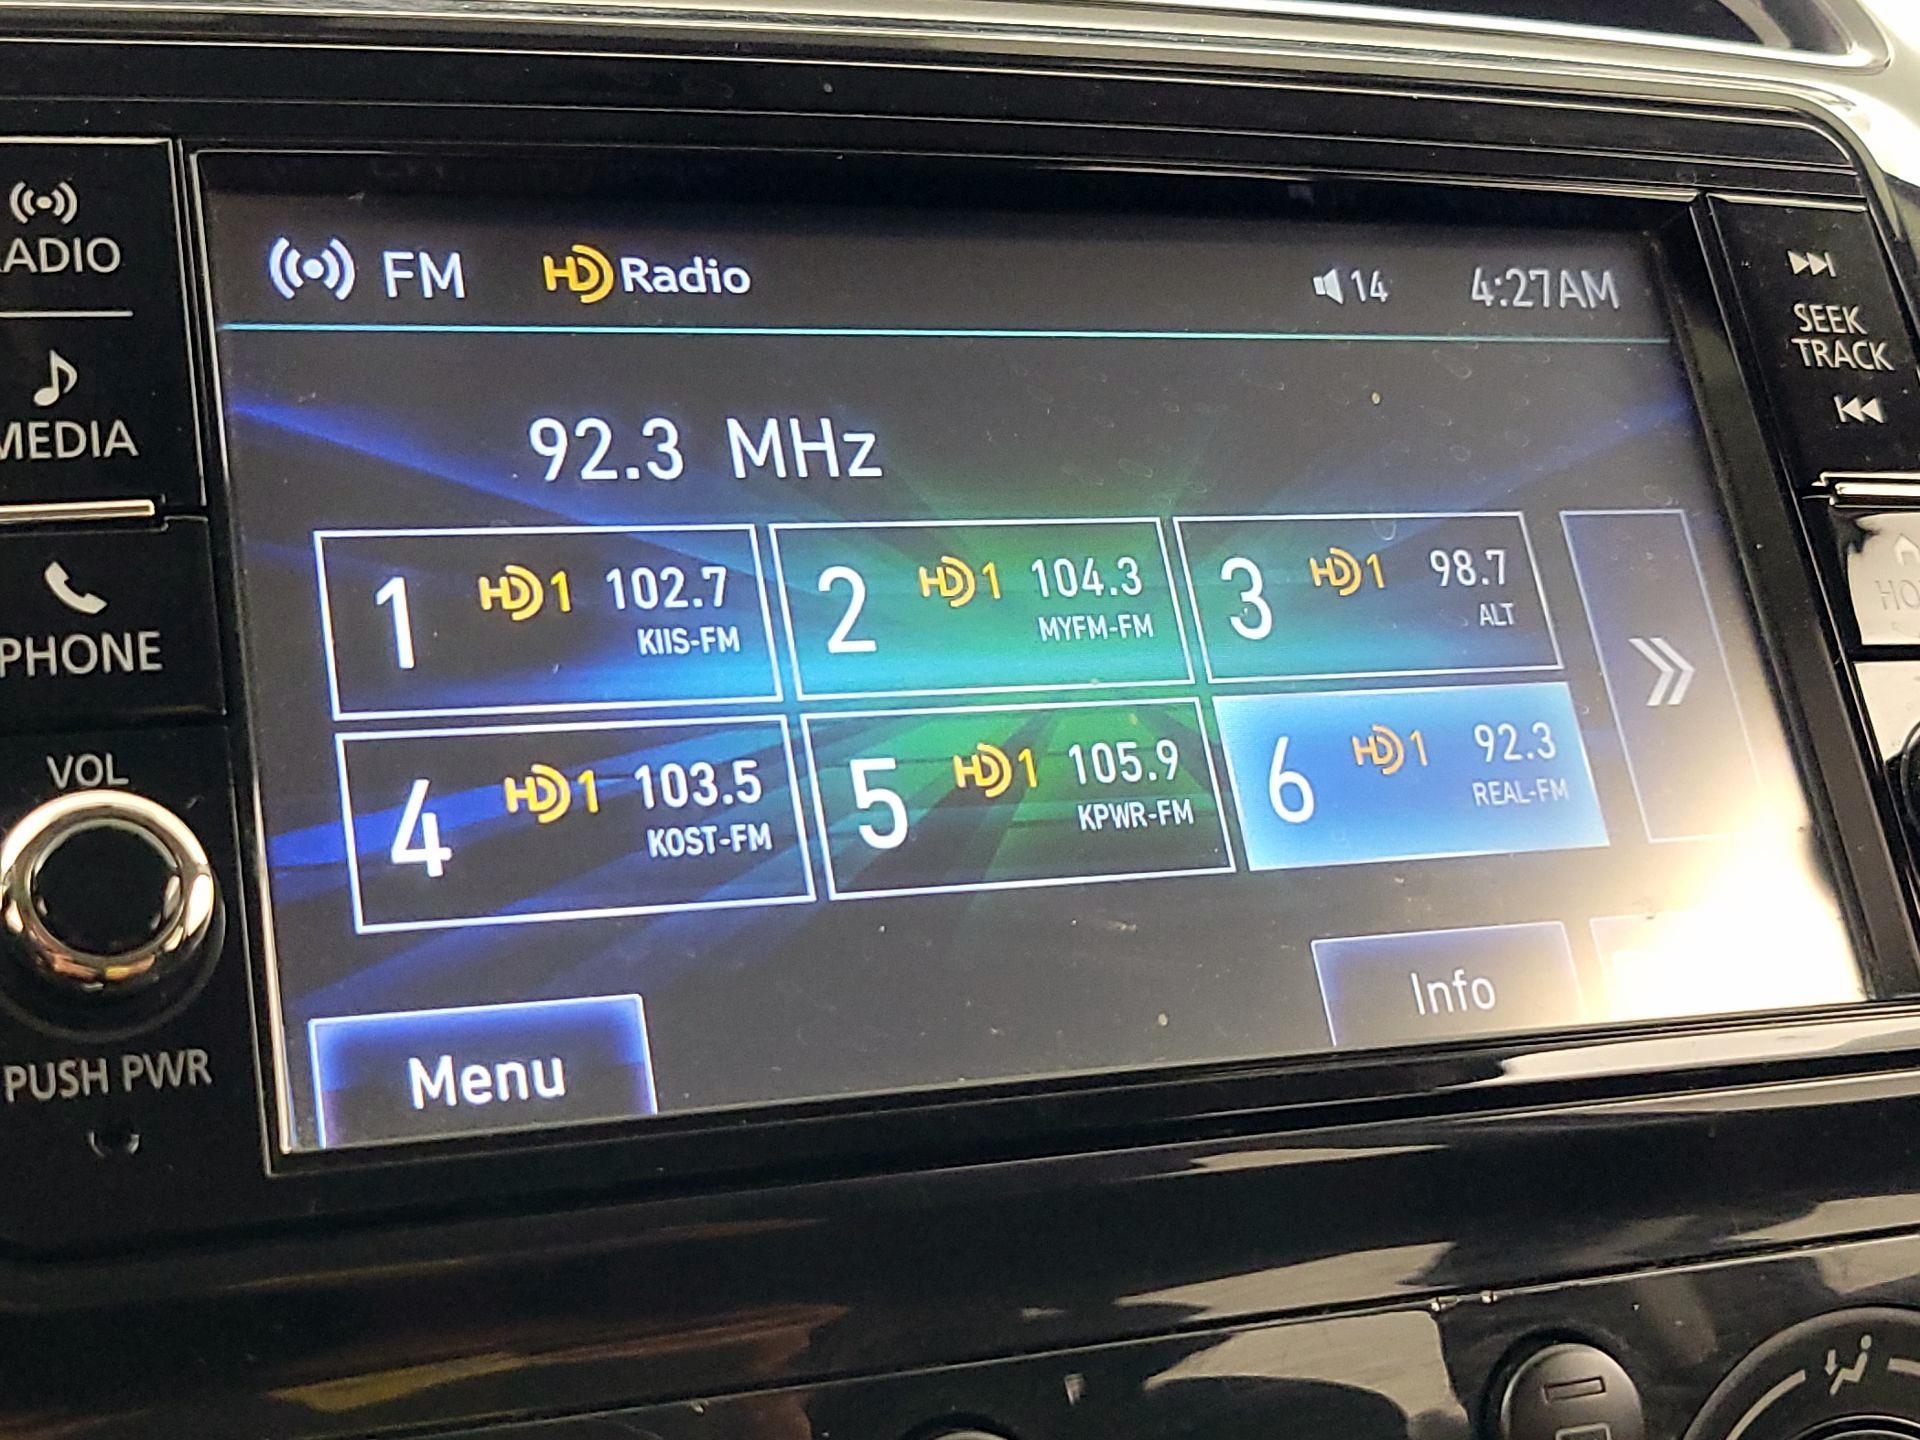 RADIO
MEDIA
PHONE
VOL
PUSH PWR
FM HD Radio 14 4:27AM
92.3 MHz
1 HD1 102.7
KIIS-FM
2 HD1 104.3
MYFM-FM
3 HD1 98.7
ALT
4 HD1 103.5
KOST-FM
5 HD1 105.9
KPWR-FM
6 HD1 92.3
REAL-FM
Menu
Info
SEEK
TRACK
HO